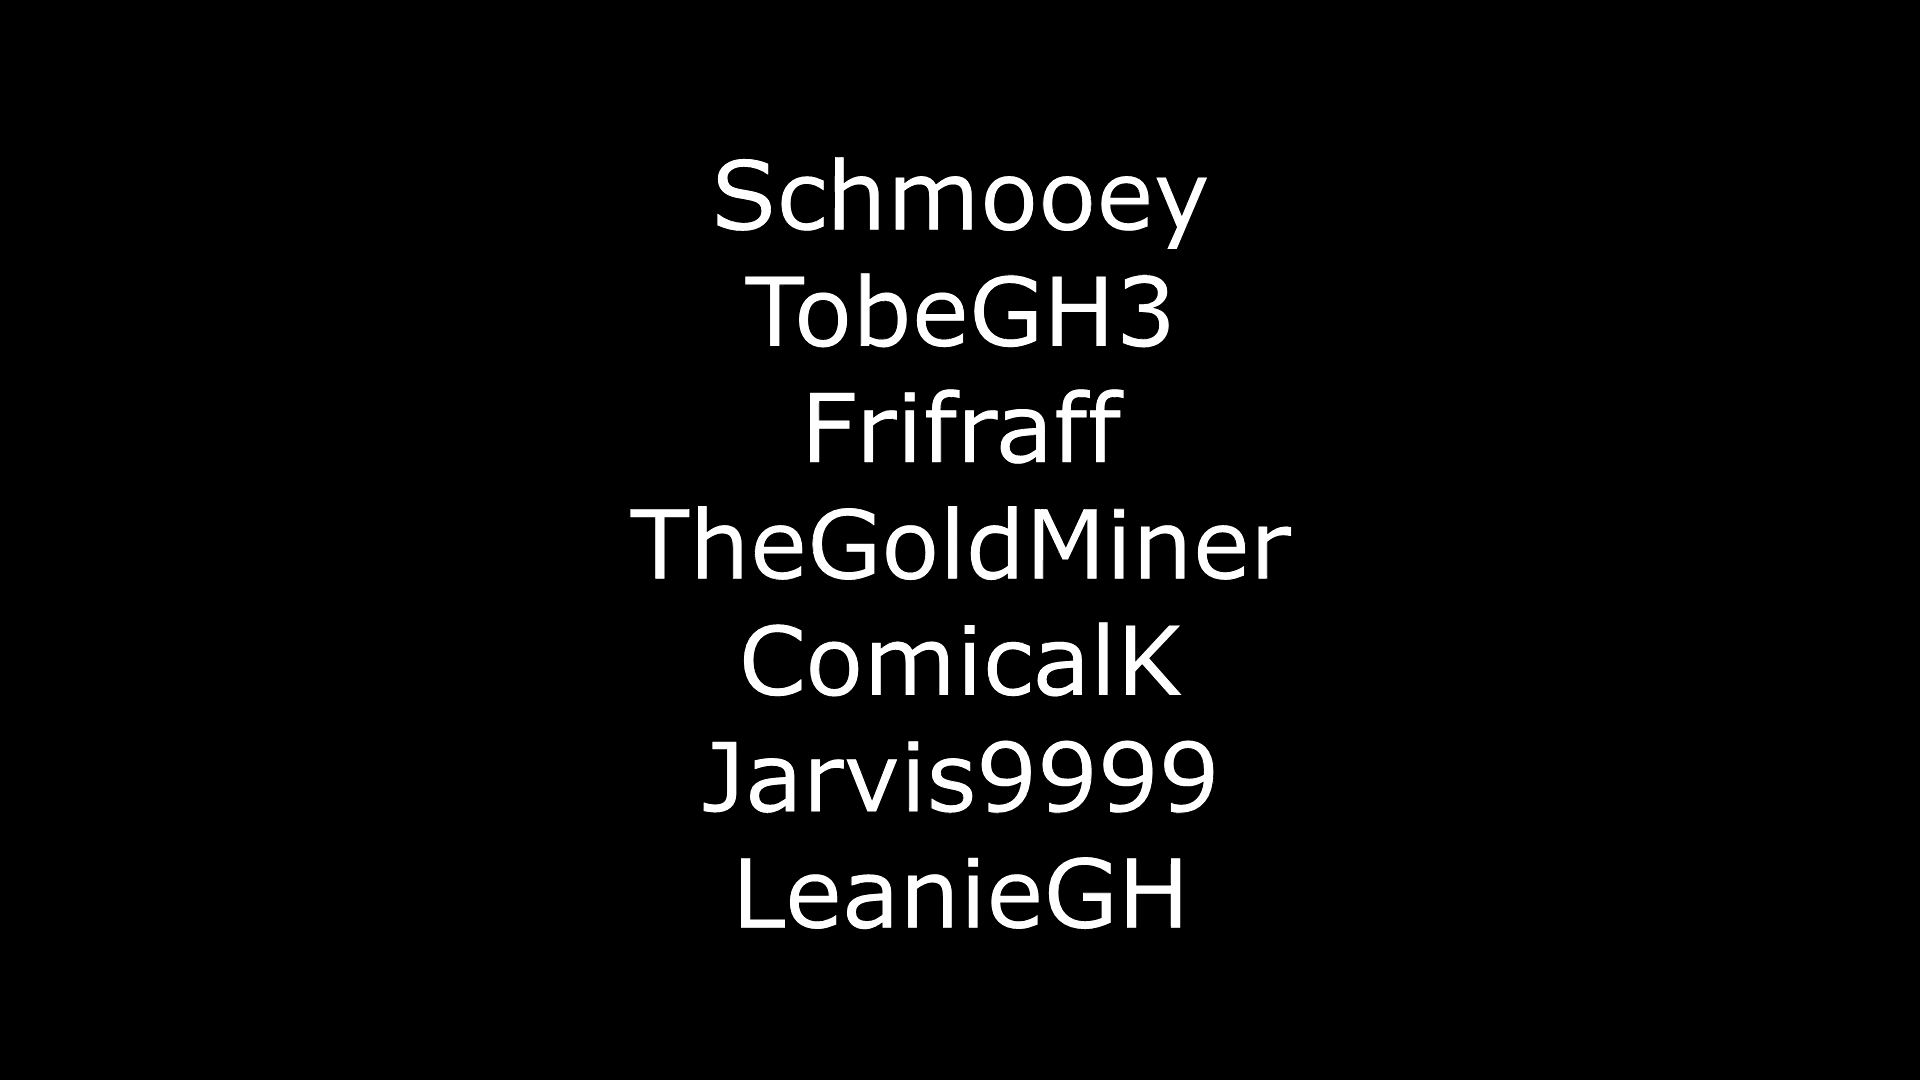 Schmooey
TobeGH3
Frifraff
TheGoldMiner
ComicalK
Jarvis9999
LeanieGH